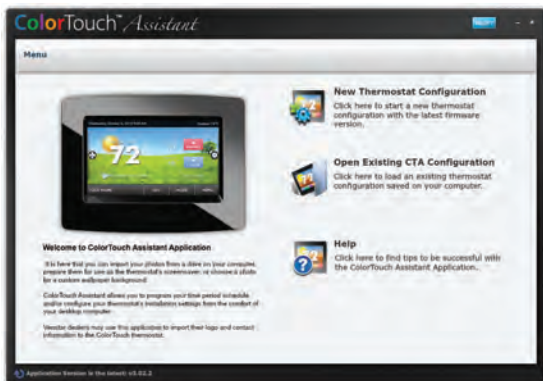 ColorTouch™ Assistant
Menu
72
Welcome to ColorTouch Assistant Application
It is here that you can import your photos from a drive on your computer,
prepare them for use as the thermostat's screensaver, or choose a photo
for a custom wallpaper background.
ColorTouch Assistant allows you to program your time period schedule
and/or configure your thermostat's installation settings from the comfort of
your desktop computer.
Venstar dealers may use this application to import their logo and contact
information to the ColorTouch thermostat.
New Thermostat Configuration
Click here to start a new thermostat
configuration with the latest firmware
version.
Open Existing CTA Configuration
Click here to load an existing thermostat
configuration saved on your computer.
Help
Click here to find tips to be successful with
the ColorTouch Assistant Application.
Application Version is the latest: v3.02.2